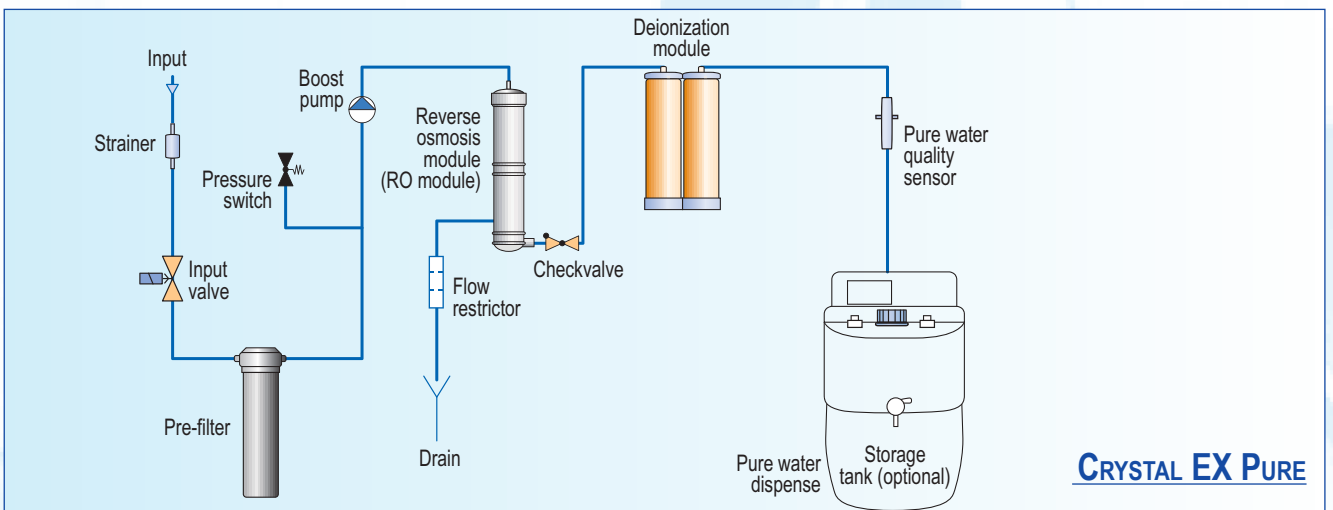 Input
Strainer
Input
valve
Pre-filter
Pressure
switch
Boost
pump
Reverse
osmosis
module
(RO module)
Flow
restrictor
Drain
Checkvalve
Deionization
module
Pure water
quality
sensor
Pure water
dispense
Storage
tank (optional)
CRYSTAL EX PURE